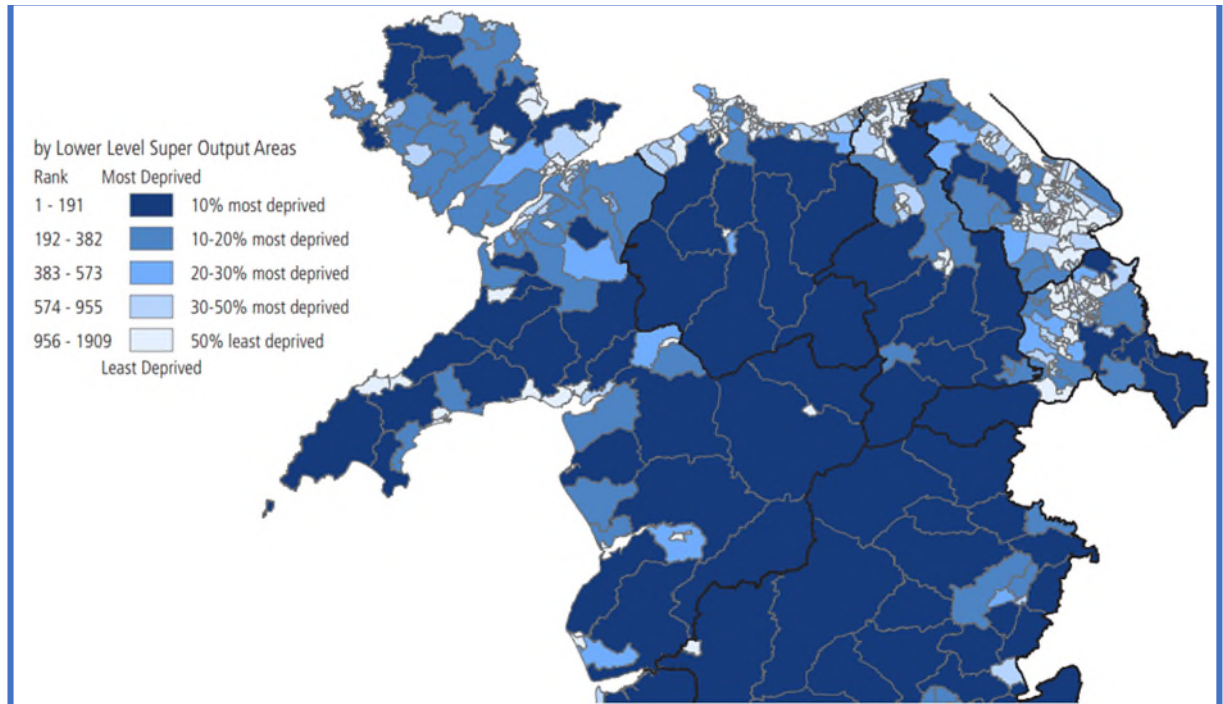 by Lower Level Super Output Areas
Rank Most Deprived
1 - 191 10% most deprived
192 - 382 10-20% most deprived
383 - 573 20-30% most deprived
574 - 955 30-50% most deprived
956 - 1909 50% least deprived
Least Deprived